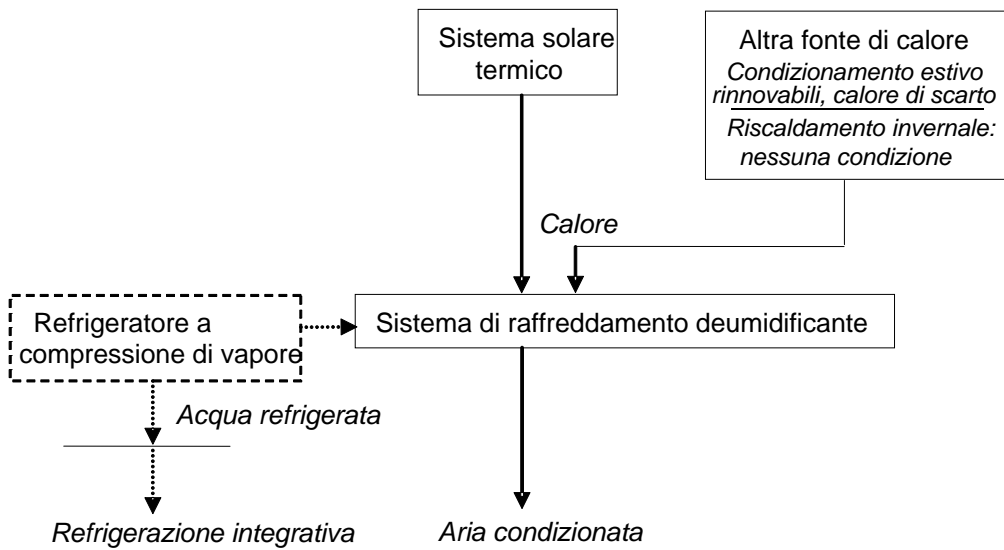 Sistema solare
termico
Altra fonte di calore
Condizionamento estivo
rinnovabili, calore di scarto
Riscaldamento invernale:
nessuna condizione
Calore
Refrigeratore a
compressione di vapore
Sistema di raffreddamento deumidificante
Acqua refrigerata
Refrigerazione integrativa
Aria condizionata